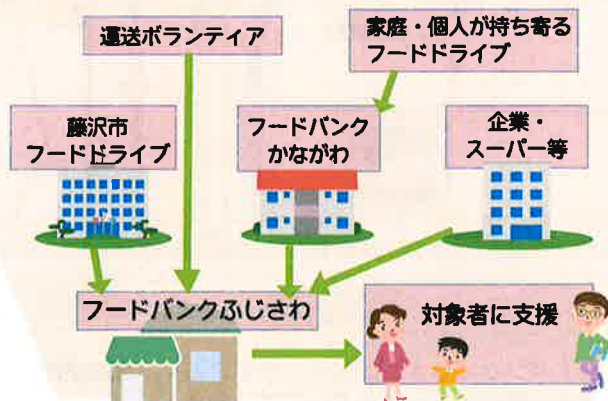 運送ボランティア
家庭・個人が持ち寄る
フードドライブ
藤沢市
フードドライブ
フードバンク
かながわ
企業・
スーパー等
フードバンクふじさわ
対象者に支援